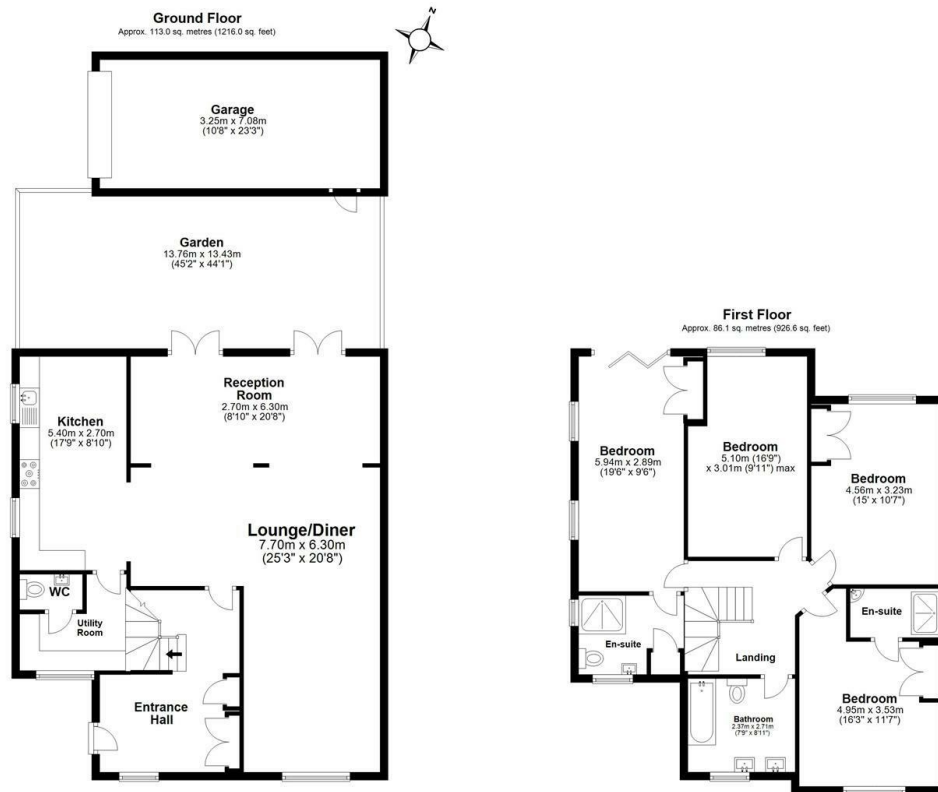 Ground Floor
Approx. 113.0 sq. metres (1216.0 sq. feet)
N
Garage
3.25m x 7.08m
(10'8" x 23'3")
Garden
13.76m x 13.43m
(45'2" x 44'1")
Reception
Room
2.70m x 6.30m
(8'10" x 20'8")
Kitchen
5.40m x 2.70m
(17'9" x 8'10")
Lounge/Diner
7.70m x 6.30m
(25'3" x 20'8")
WC
Utility
Room
Entrance
Hall
First Floor
Approx. 86.1 sq. metres (926.6 sq. feet)
Bedroom
5.94m x 2.89m
(19'6" x 9'6")
Bedroom
5.10m (16'9")
x 3.01m (9'11") max
Bedroom
4.56m x 3.23m
(15' x 10'7")
En-suite
En-suite
Landing
Bathroom
2.37m x 2.71m
(7'9" x 8'11")
Bedroom
4.95m x 3.53m
(16'3" x 11'7")